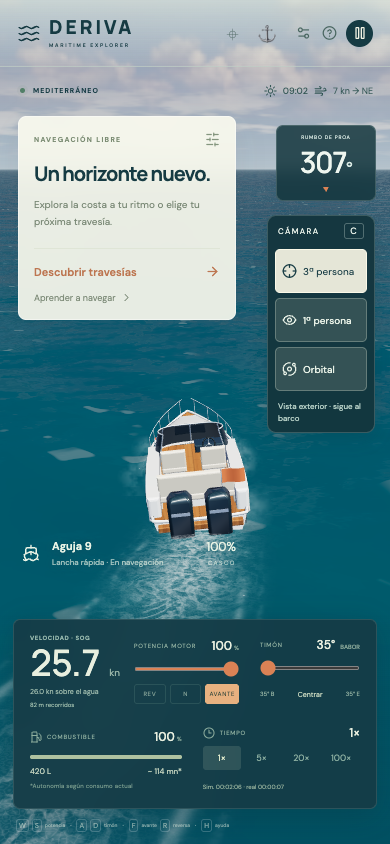 DERIVA
MARITIME EXPLORER
MEDITERRÁNEO
09:02 7 kn → NE
NAVEGACIÓN LIBRE
Un horizonte nuevo.
Explora la costa a tu ritmo o elige tu
próxima travesía.
Descubrir travesías
Aprender a navegar
RUMBO DE PROA
307°
CÁMARA C
3ª persona
1ª persona
Orbital
Vista exterior · sigue al
barco
Aguja 9
Lancha rápida · En navegación
100%
CASCO
VELOCIDAD · SOG
25.7 kn
26.0 kn sobre el agua
82 m recorridos
POTENCIA MOTOR 100 %
REV N AVANTE
TIMÓN 35° BABOR
35° B Centrar 35° E
COMBUSTIBLE 100 %
420 L ~ 114 mn*
*Autonomía según consumo actual
TIEMPO 1×
1× 5× 20× 100×
Sim. 00:02:06 · real 00:00:07
W S potencia · A D timón · F avante R reversa · H ayuda